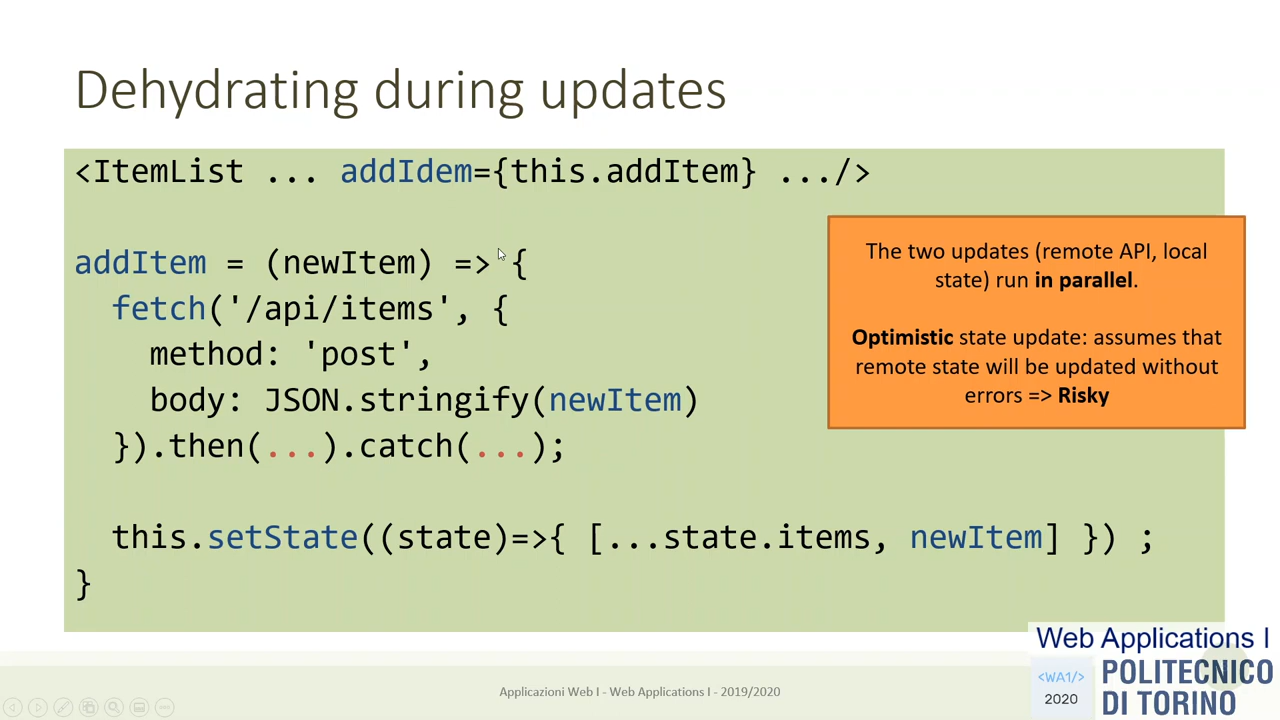 Dehydrating during updates
<ItemList ... addIdem={this.addItem} .../>
addItem = (newItem) => {
fetch('/api/items', {
method: 'post',
body: JSON.stringify(newItem)
}).then(...).catch(...);
this.setState((state)=>{ [...state.items, newItem] }) ;
}
The two updates (remote API, local
state) run in parallel.
Optimistic state update: assumes that
remote state will be updated without
errors => Risky
Applicazioni Web I - Web Applications I - 2019/2020
Web Applications I
<WA1/>
2020
POLITECNICO
DI TORINO